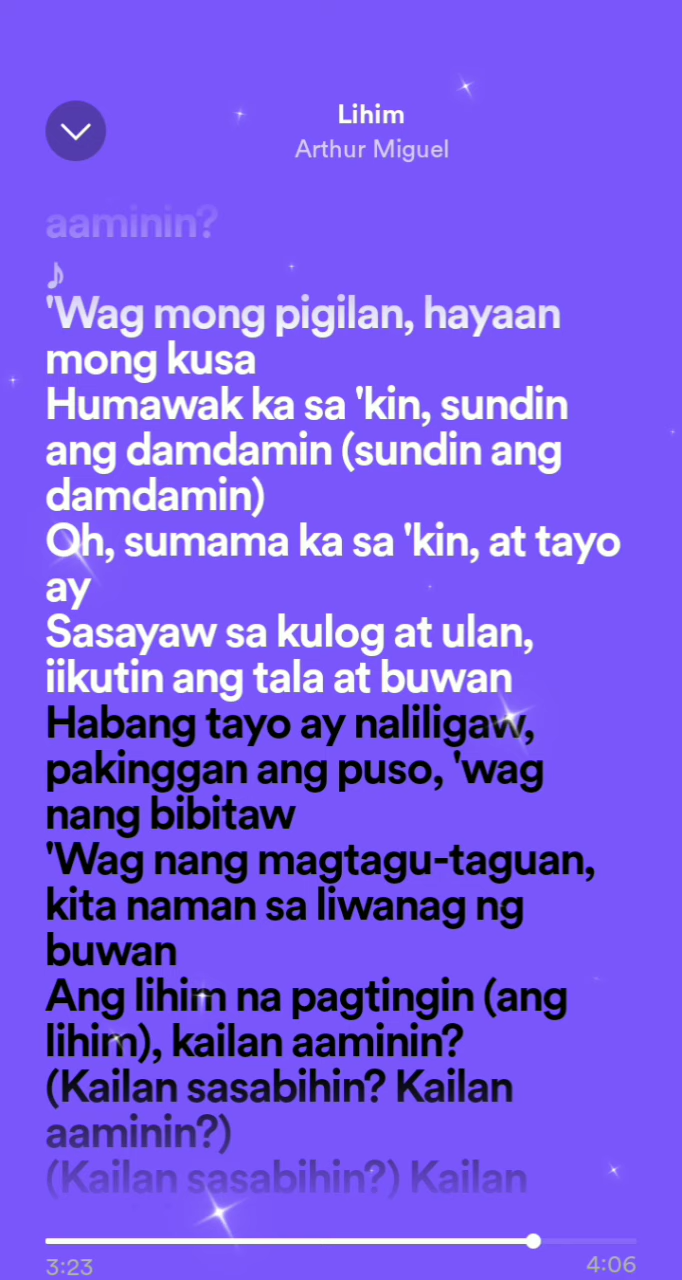 Lihim
Arthur Miguel
aaminin?
♪
'Wag mong pigilan, hayaan
mong kusa
Humawak ka sa 'kin, sundin
ang damdamin (sundin ang
damdamin)
Oh, sumama ka sa 'kin, at tayo
ay
Sasayaw sa kulog at ulan,
iikutin ang tala at buwan
Habang tayo ay naliligaw,
pakinggan ang puso, 'wag
nang bibitaw
'Wag nang magtagu-taguan,
kita naman sa liwanag ng
buwan
Ang lihim na pagtingin (ang
lihim), kailan aaminin?
(Kailan sasabihin? Kailan
aaminin?)
(Kailan sasabihin?) Kailan
3:23
4:06